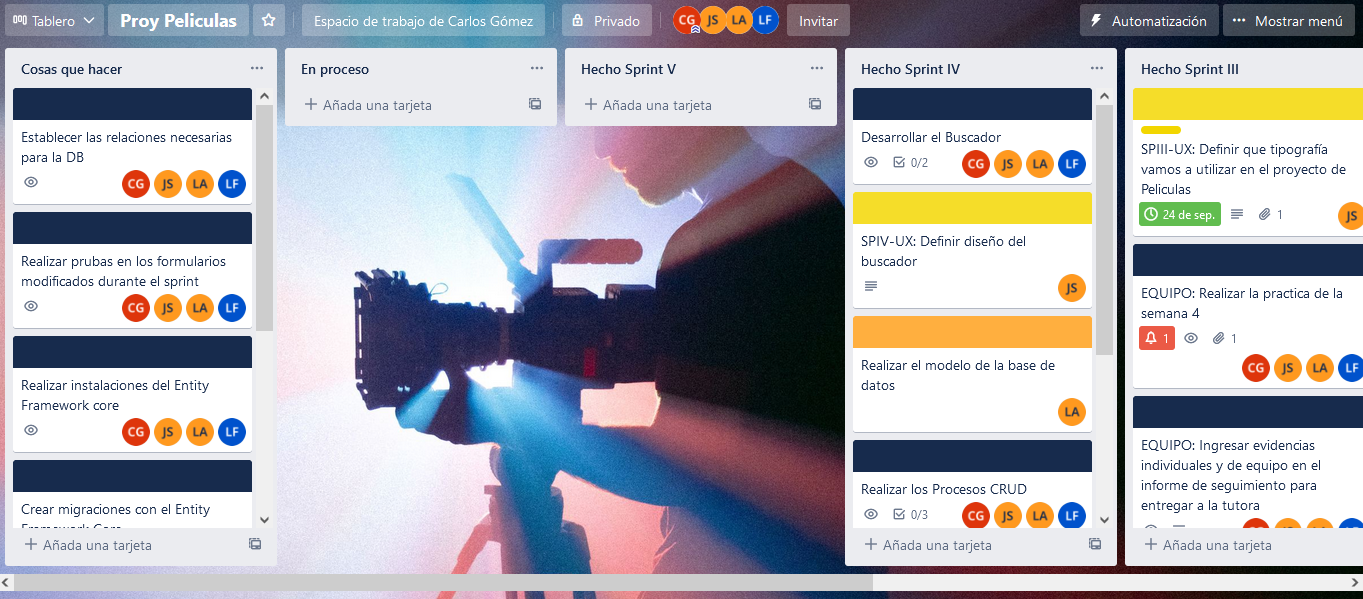 Tablero
Proy Peliculas
Espacio de trabajo de Carlos Gómez
Privado
CG JS LA LF
Invitar
Automatización
Mostrar menú
Cosas que hacer
Establecer las relaciones necesarias
para la DB
CG JS LA LF
Realizar prubas en los formularios
modificados durante el sprint
CG JS LA LF
Realizar instalaciones del Entity
Framework core
CG JS LA LF
Crear migraciones con el Entity
Framework Core
Añada una tarjeta
En proceso
Añada una tarjeta
Hecho Sprint V
Añada una tarjeta
Hecho Sprint IV
Desarrollar el Buscador
0/2
CG JS LA LF
SPIV-UX: Definir diseño del
buscador
JS
Realizar el modelo de la base de
datos
LA
Realizar los Procesos CRUD
0/3
CG JS LA LF
Añada una tarjeta
Hecho Sprint III
SPIII-UX: Definir que tipografía
vamos a utilizar en el proyecto de
Peliculas
24 de sep.
1
JS
EQUIPO: Realizar la practica de la
semana 4
1
1
CG JS LA LF
EQUIPO: Ingresar evidencias
individuales y de equipo en el
informe de seguimiento para
entregar a la tutora
Añada una tarjeta